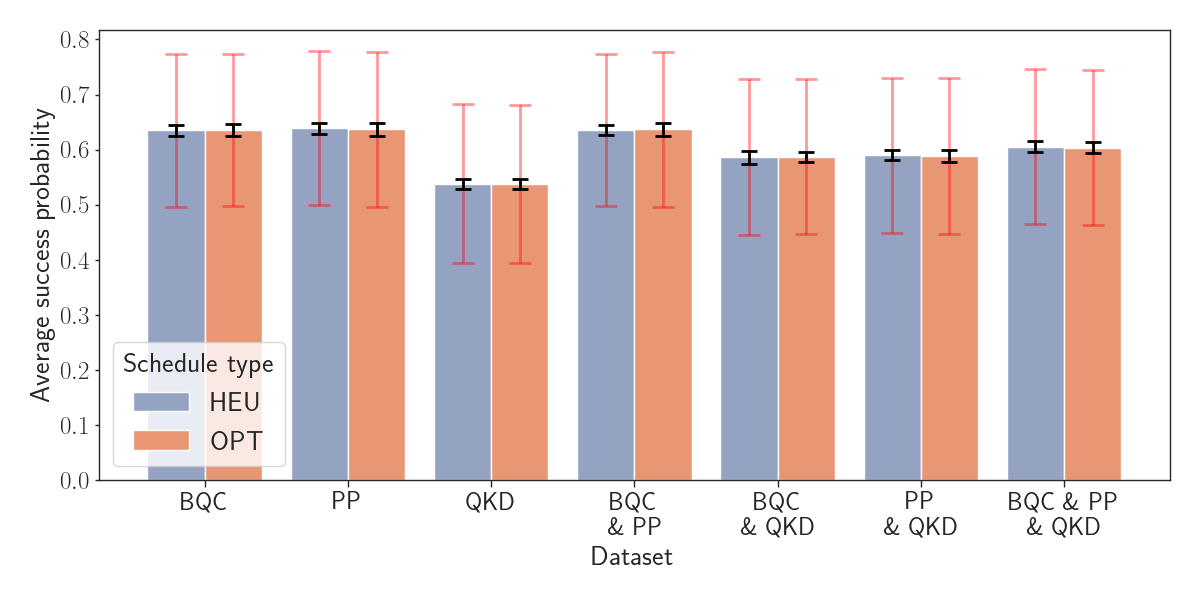 Average success probability
0.8
0.7
0.6
0.5
0.4
0.3
0.2
0.1
0.0
Schedule type
HEU
OPT
BQC
PP
QKD
BQC
& PP
BQC
& QKD
PP
& QKD
BQC & PP
& QKD
Dataset